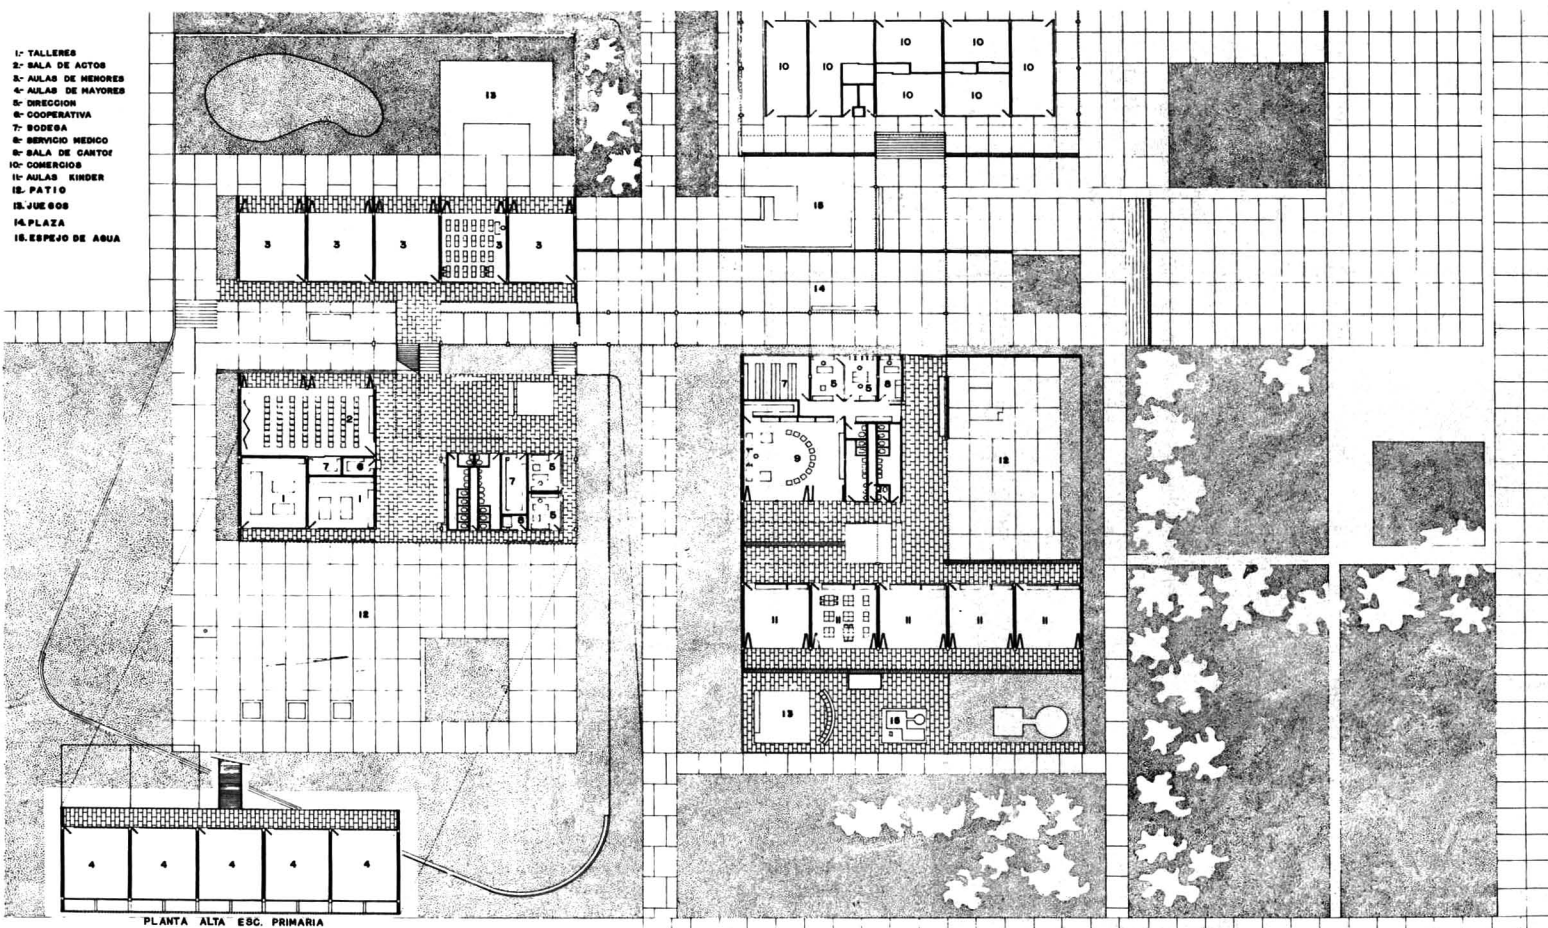 1.- TALLERES
2.- SALA DE ACTOS
3.- AULAS DE MENORES
4.- AULAS DE MAYORES
5.- DIRECCION
6.- COOPERATIVA
7.- BODEGA
8.- SERVICIO MEDICO
9.- SALA DE CANTOS
10.- COMERCIOS
11.- AULAS KINDER
12.- PATIO
13.- JUEGOS
14.- PLAZA
15.- ESPEJO DE AGUA
13
10 10 10 10 10
10 10
15
3 3 3 3 3
14
7 5 5 8
2
9 12
7 6
1 1
7 5
6 5
12
11 11 11 11 11
13 15
4 4 4 4 4
PLANTA ALTA ESC. PRIMARIA